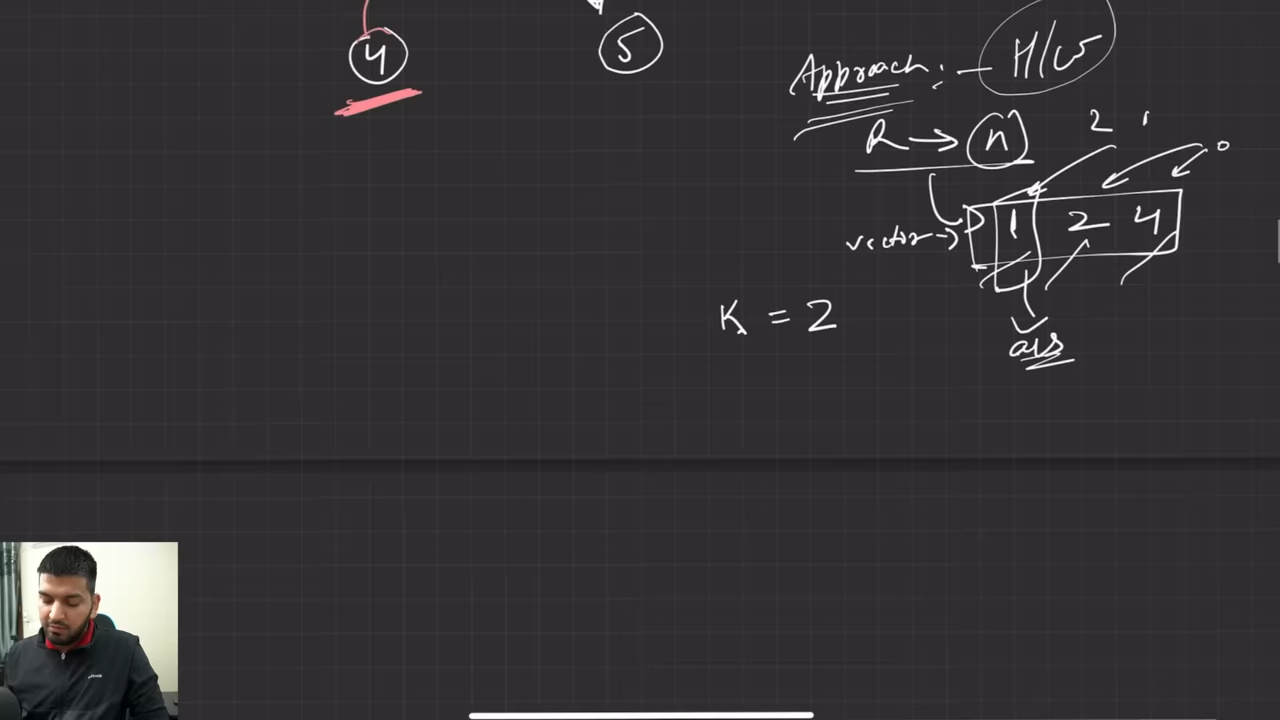 4
5
Approach : - H/W
R → n
2 1 0
vector → 1 2 4
K = 2
ans